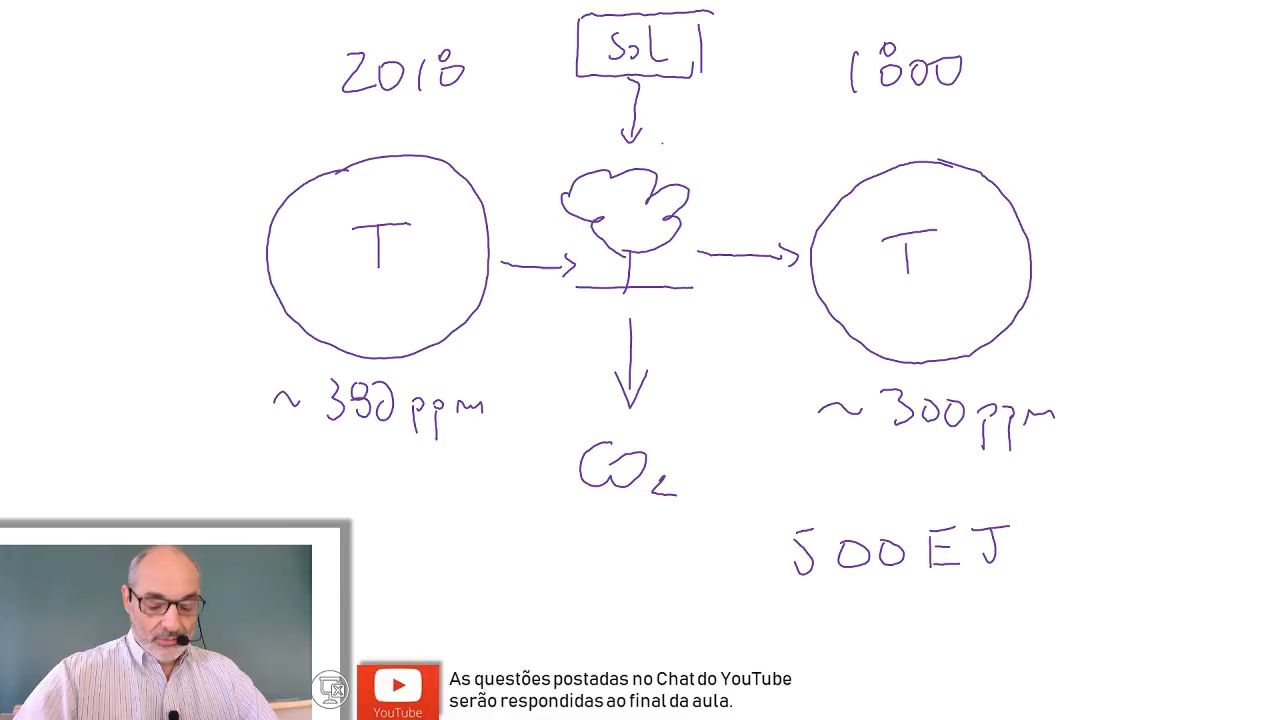 2018
Sol
1800
T
T
~ 390 ppm
~ 300 ppm
CO2
500 EJ
As questões postadas no Chat do YouTube
serão respondidas ao final da aula.
YouTube